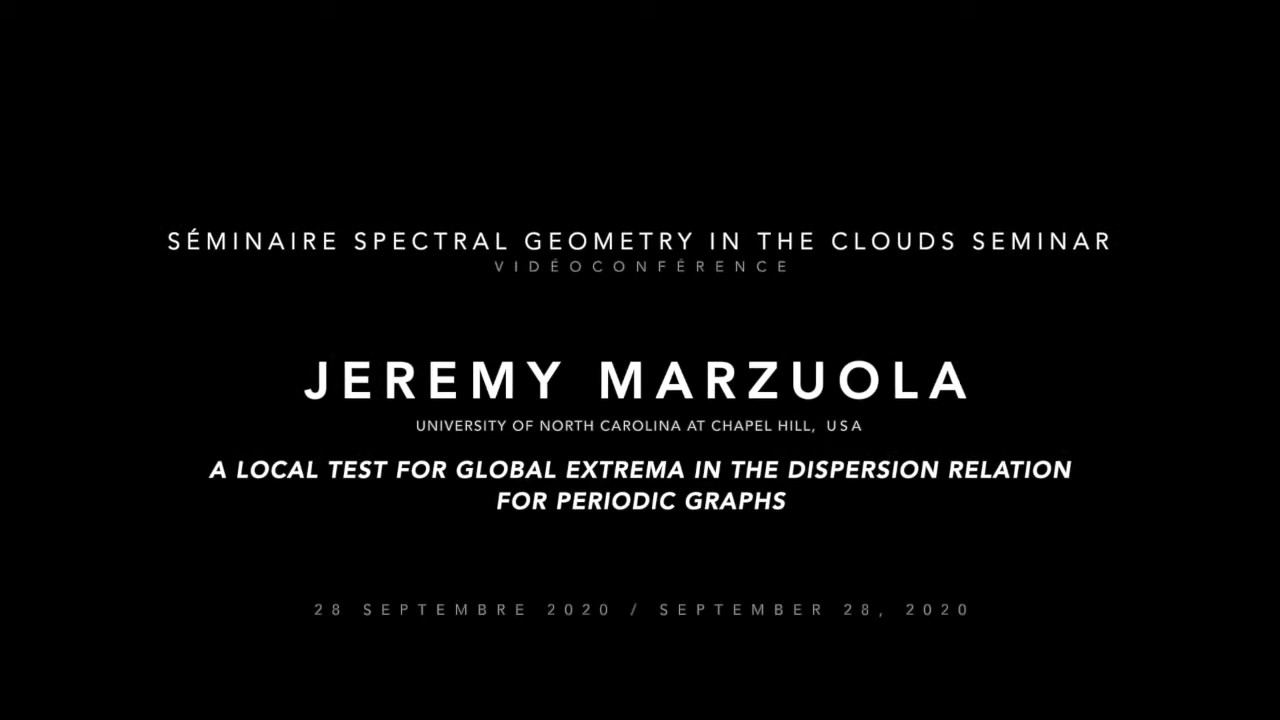 SÉMINAIRE SPECTRAL GEOMETRY IN THE CLOUDS SEMINAR
VIDÉOCONFÉRENCE
JEREMY MARZUOLA
UNIVERSITY OF NORTH CAROLINA AT CHAPEL HILL, USA
A LOCAL TEST FOR GLOBAL EXTREMA IN THE DISPERSION RELATION
FOR PERIODIC GRAPHS
28 SEPTEMBRE 2020 / SEPTEMBER 28, 2020